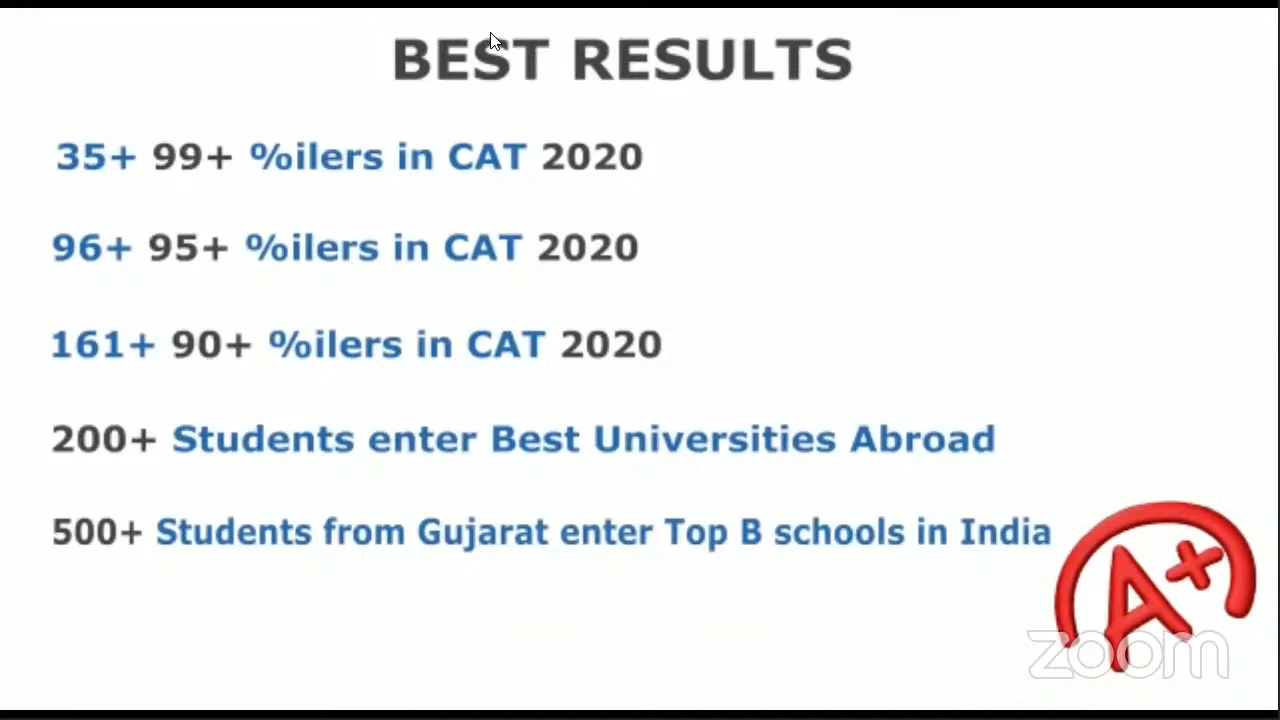 BEST RESULTS
35+ 99+ %ilers in CAT 2020
96+ 95+ %ilers in CAT 2020
161+ 90+ %ilers in CAT 2020
200+ Students enter Best Universities Abroad
500+ Students from Gujarat enter Top B schools in India
A+
zoom